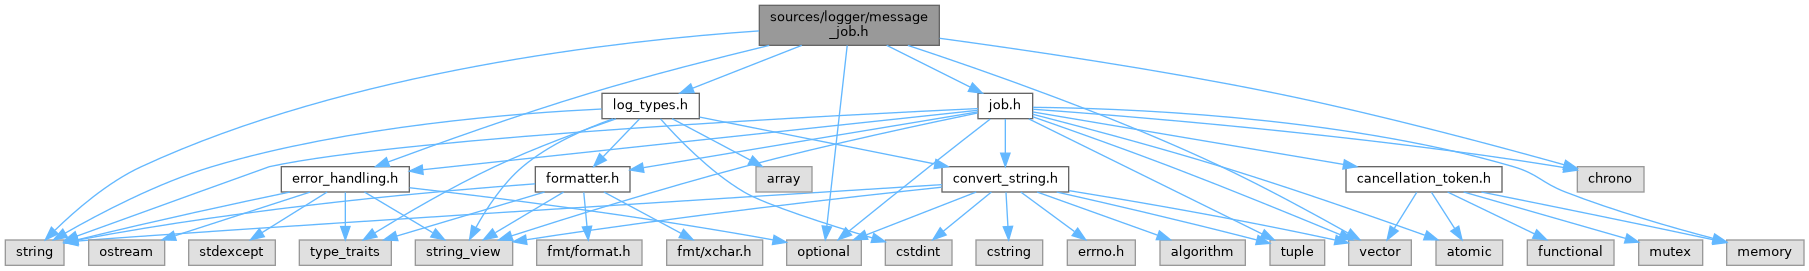 sources/logger/message
_job.h
log_types.h
job.h
error_handling.h
formatter.h
array
convert_string.h
cancellation_token.h
chrono
string
ostream
stdexcept
type_traits
string_view
fmt/format.h
fmt/xchar.h
optional
cstdint
cstring
errno.h
algorithm
tuple
vector
atomic
functional
mutex
memory